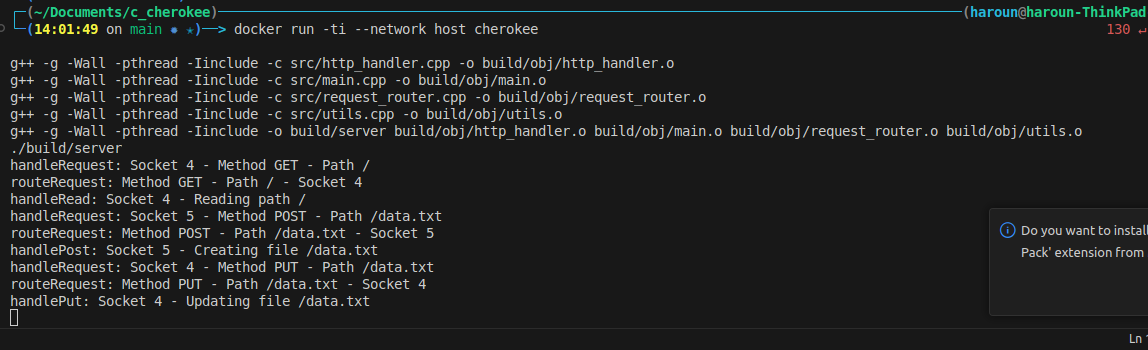 (~/Documents/c_cherokee) (haroun@haroun-ThinkPad
(14:01:49 on main ✹ ✭)──> docker run -ti --network host cherokee 130 ↵
g++ -g -Wall -pthread -Iinclude -c src/http_handler.cpp -o build/obj/http_handler.o
g++ -g -Wall -pthread -Iinclude -c src/main.cpp -o build/obj/main.o
g++ -g -Wall -pthread -Iinclude -c src/request_router.cpp -o build/obj/request_router.o
g++ -g -Wall -pthread -Iinclude -c src/utils.cpp -o build/obj/utils.o
g++ -g -Wall -pthread -Iinclude -o build/server build/obj/http_handler.o build/obj/main.o build/obj/request_router.o build/obj/utils.o
./build/server
handleRequest: Socket 4 - Method GET - Path /
routeRequest: Method GET - Path / - Socket 4
handleRead: Socket 4 - Reading path /
handleRequest: Socket 5 - Method POST - Path /data.txt
routeRequest: Method POST - Path /data.txt - Socket 5
handlePost: Socket 5 - Creating file /data.txt
handleRequest: Socket 4 - Method PUT - Path /data.txt
routeRequest: Method PUT - Path /data.txt - Socket 4
handlePut: Socket 4 - Updating file /data.txt
Do you want to install
Pack' extension from
Ln